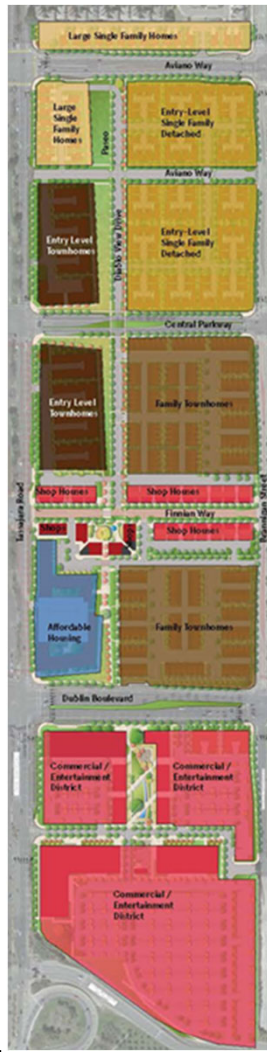 Large Single Family Homes
Aviano Way
Large
Single
Family
Homes
Paseo
Entry-Level
Single Family
Detached
Aviano Way
Entry Level
Townhomes
Diablo View Drive
Entry-Level
Single Family
Detached
Central Parkway
Entry Level
Townhomes
Family Townhomes
Tassajara Road
Shop Houses
Shop Houses
Finnian Way
Shops
Shops
Shop Houses
Brannigan Street
Affordable
Housing
Family Townhomes
Dublin Boulevard
Commercial /
Entertainment
District
Commercial /
Entertainment
District
Commercial /
Entertainment
District